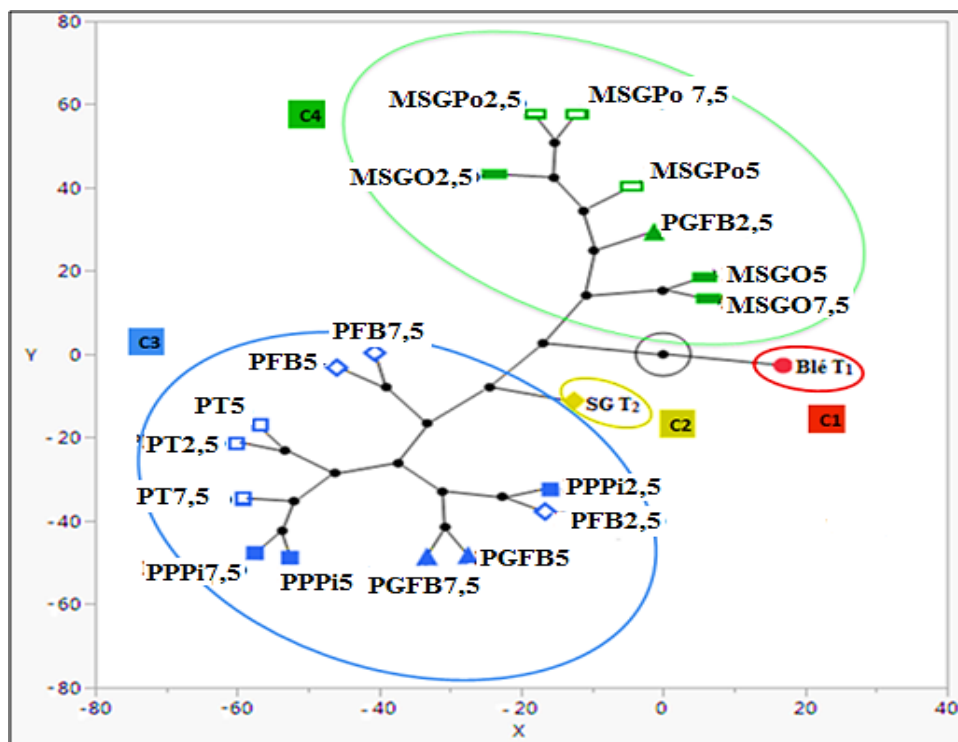 80
60
40
20
0
-20
-40
-60
-80
Y
-80
-60
-40
-20
0
20
40
X
C4
MSGPo2,5
MSGPo 7,5
MSGO2,5
MSGPo5
PGFB2,5
MSGO5
MSGO7,5
C3
PFB7,5
PFB5
Blé T1
SG T2
C2
C1
PT5
PT2,5
PT7,5
PPPi2,5
PFB2,5
PPPi7,5
PPPi5
PGFB7,5
PGFB5